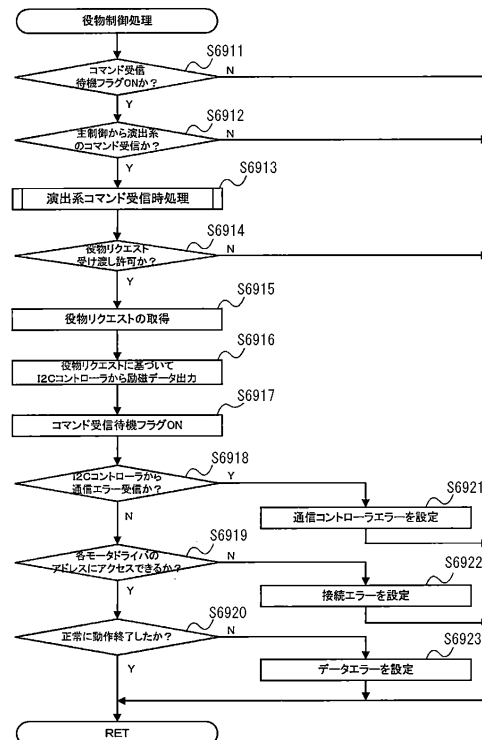 役物制御処理
S6911
コマンド受信
待機フラグONか?
N
Y
S6912
主制御から演出系
のコマンド受信か?
N
Y
S6913
演出系コマンド受信時処理
S6914
役物リクエスト
受け渡し許可か?
N
Y
S6915
役物リクエストの取得
S6916
役物リクエストに基づいて
I2Cコントローラから励磁データ出力
S6917
コマンド受信待機フラグON
S6918
I2Cコントローラから
通信エラー受信か?
Y
N
S6921
通信コントローラエラーを設定
S6919
各モータドライバの
アドレスにアクセスできるか?
N
Y
S6922
接続エラーを設定
S6920
正常に動作終了したか?
N
Y
S6923
データエラーを設定
RET